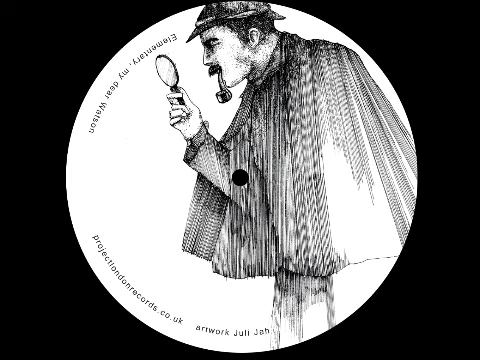 Elementary, my dear Watson
projectlondonrecords.co.uk
artwork Juli Jah